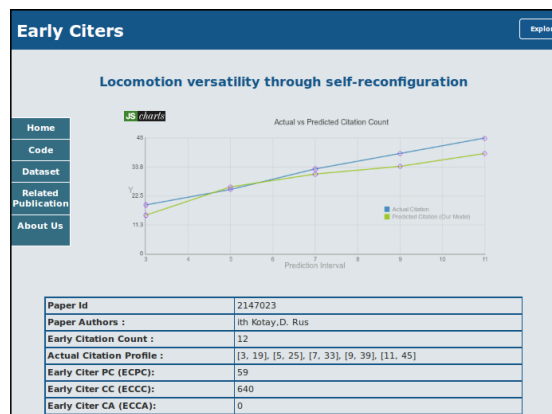 Early Citers
Explor
Locomotion versatility through self-reconfiguration
JS charts
Actual vs Predicted Citation Count
Home
Code
Dataset
Related
Publication
About Us
45
33.8
22.3
11.3
0
Y
Actual Citation
Predicted Citation (Our Model)
3 4 5 6 7 8 9 10 11
Prediction Interval
Paper Id 2147023
Paper Authors : ith Kotay,D. Rus
Early Citation Count : 12
Actual Citation Profile : [3, 19], [5, 25], [7, 33], [9, 39], [11, 45]
Early Citer PC (ECPC): 59
Early Citer CC (ECCC): 640
Early Citer CA (ECCA): 0